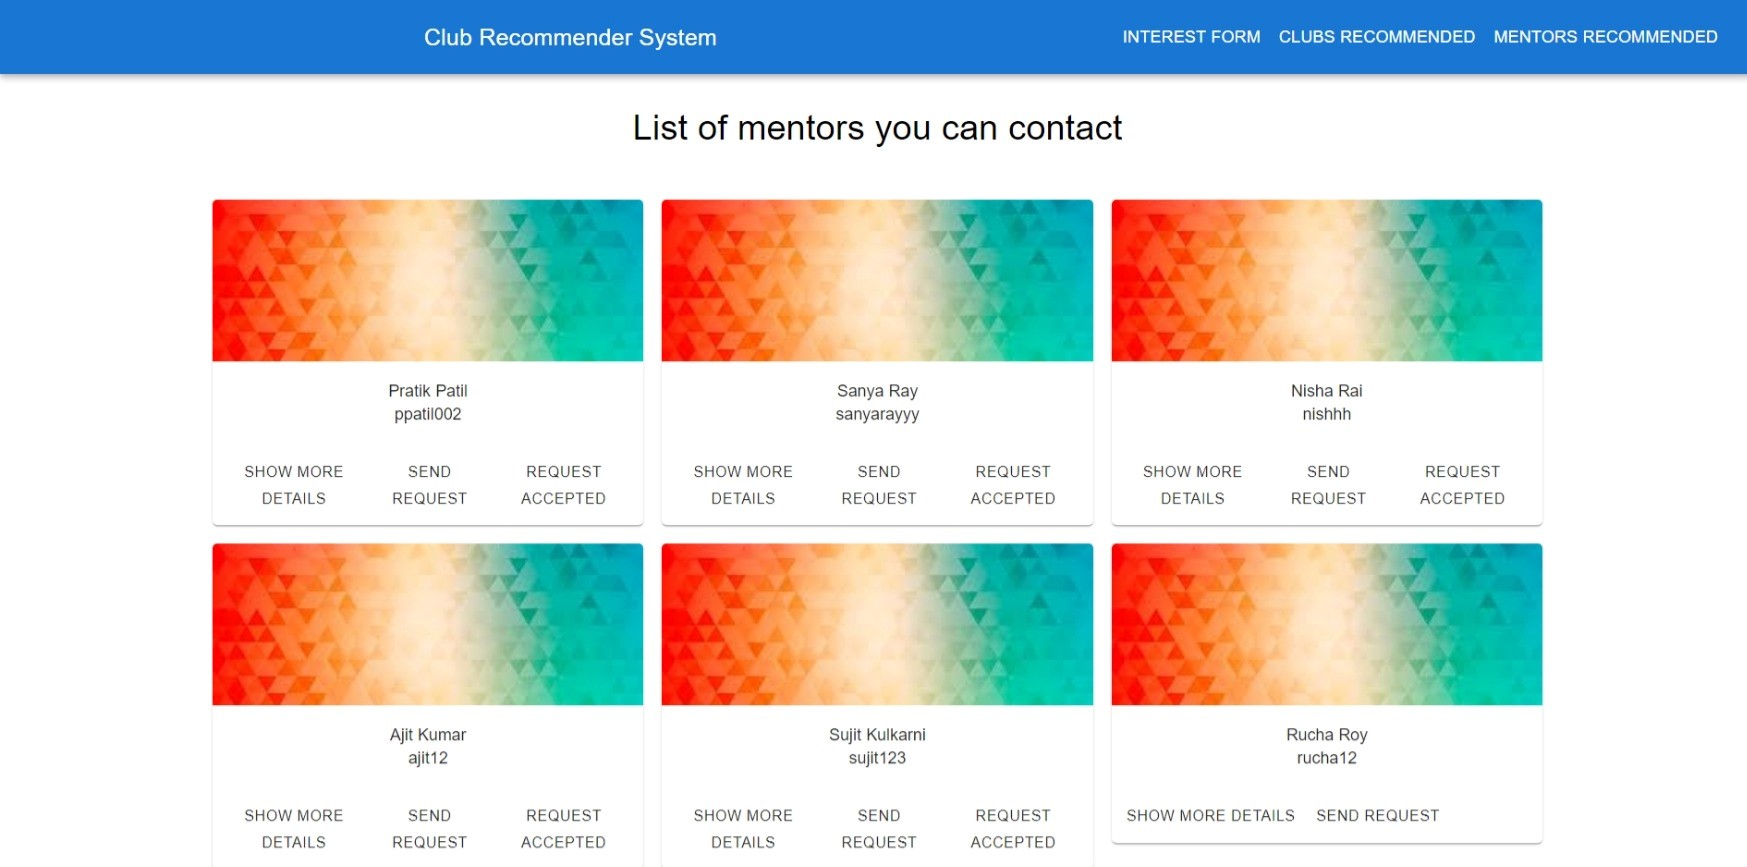 Club Recommender System
INTEREST FORM CLUBS RECOMMENDED MENTORS RECOMMENDED
List of mentors you can contact
Pratik Patil
ppatil002
SHOW MORE
DETAILS
SEND
REQUEST
REQUEST
ACCEPTED
Sanya Ray
sanyarayyy
SHOW MORE
DETAILS
SEND
REQUEST
REQUEST
ACCEPTED
Nisha Rai
nishhh
SHOW MORE
DETAILS
SEND
REQUEST
REQUEST
ACCEPTED
Ajit Kumar
ajit12
SHOW MORE
DETAILS
SEND
REQUEST
REQUEST
ACCEPTED
Sujit Kulkarni
sujit123
SHOW MORE
DETAILS
SEND
REQUEST
REQUEST
ACCEPTED
Rucha Roy
rucha12
SHOW MORE DETAILS SEND REQUEST